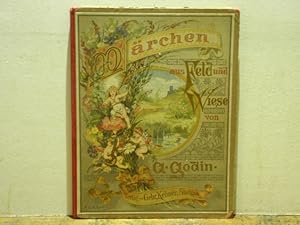 Märchen
aus Feld und
Wiese
von
A. Godin